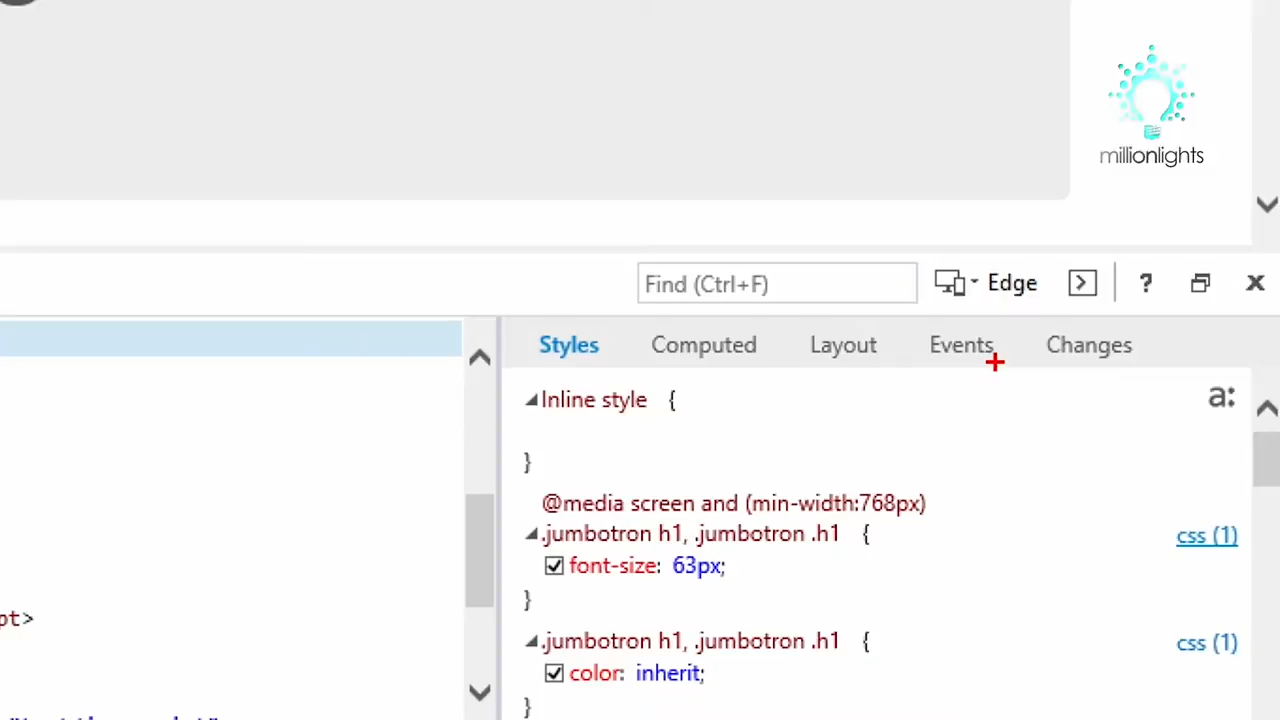 millionlights
Find (Ctrl+F) Edge ?
Styles Computed Layout Events Changes
Inline style {
a:
}
@media screen and (min-width:768px)
.jumbotron h1, .jumbotron .h1 { css (1)
font-size: 63px;
}
pt>
.jumbotron h1, .jumbotron .h1 { css (1)
color: inherit;
}